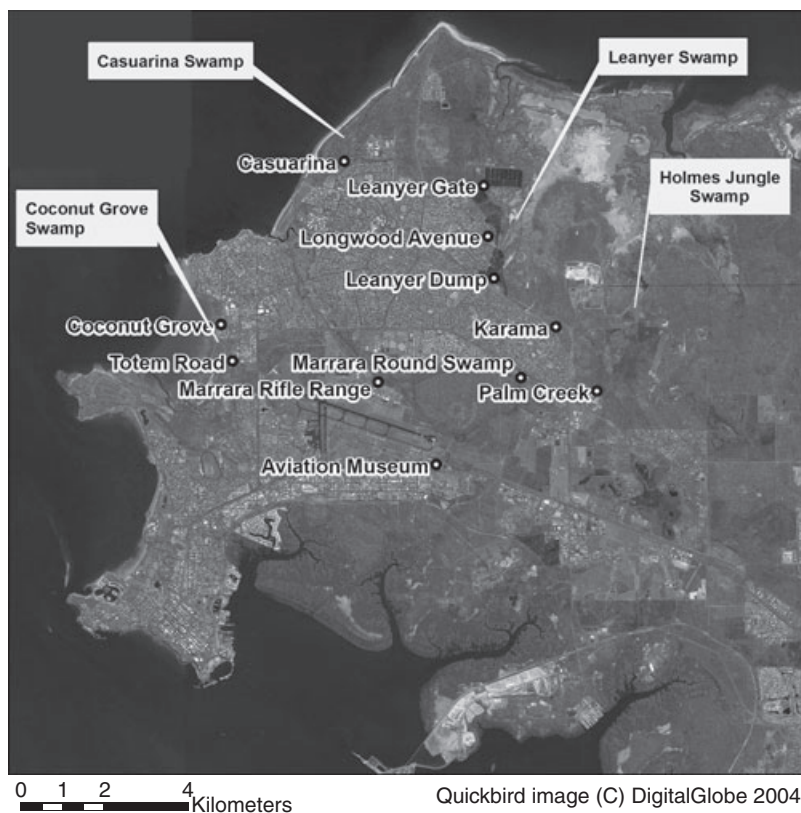 Casuarina Swamp
Leanyer Swamp
Casuarina
Leanyer Gate
Holmes Jungle
Swamp
Coconut Grove
Swamp
Longwood Avenue
Leanyer Dump
Coconut Grove
Karama
Totem Road
Marrara Round Swamp
Marrara Rifle Range
Palm Creek
Aviation Museum
0 1 2 4
Kilometers
Quickbird image (C) DigitalGlobe 2004